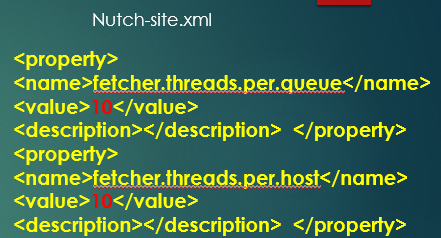 Nutch-site.xml
<property>
<name>fetcher.threads.per.queue</name>
<value>10</value>
<description></description> </property>
<property>
<name>fetcher.threads.per.host</name>
<value>10</value>
<description></description> </property>